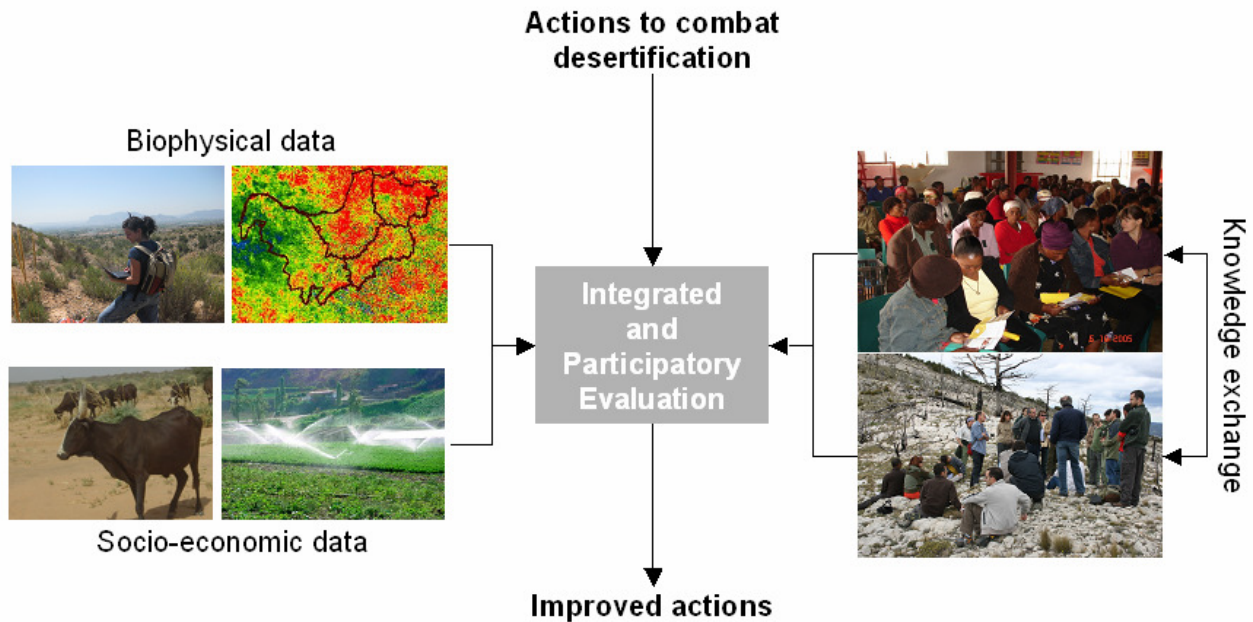 Actions to combat
desertification
Biophysical data
Integrated
and
Participatory
Evaluation
Knowledge exchange
Socio-economic data
Improved actions